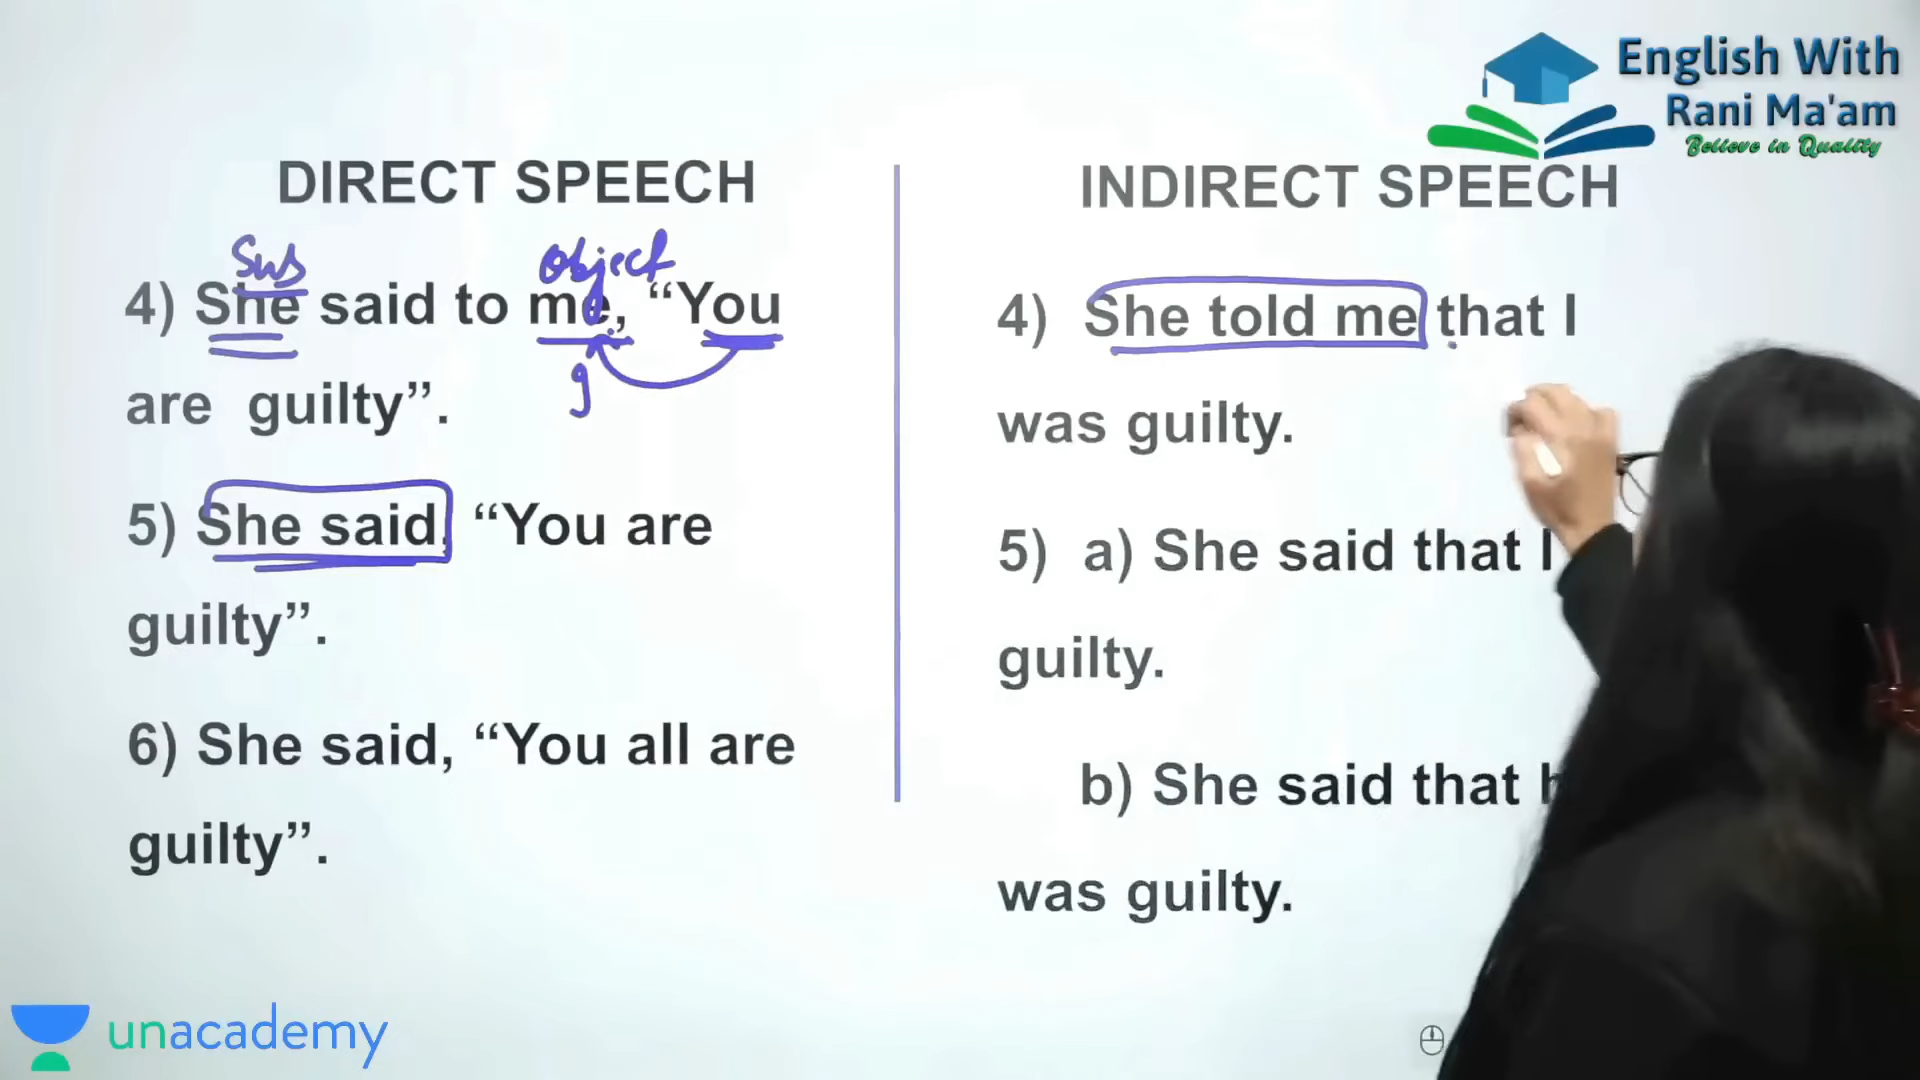 English With
Rani Ma'am
Believe in Quality
DIRECT SPEECH
Sub
object
4) She said to me, “You
are guilty”.
5) She said, “You are
guilty”.
6) She said, “You all are
guilty”.
INDIRECT SPEECH
4) She told me that I
was guilty.
5) a) She said that I
guilty.
b) She said that
was guilty.
unacademy